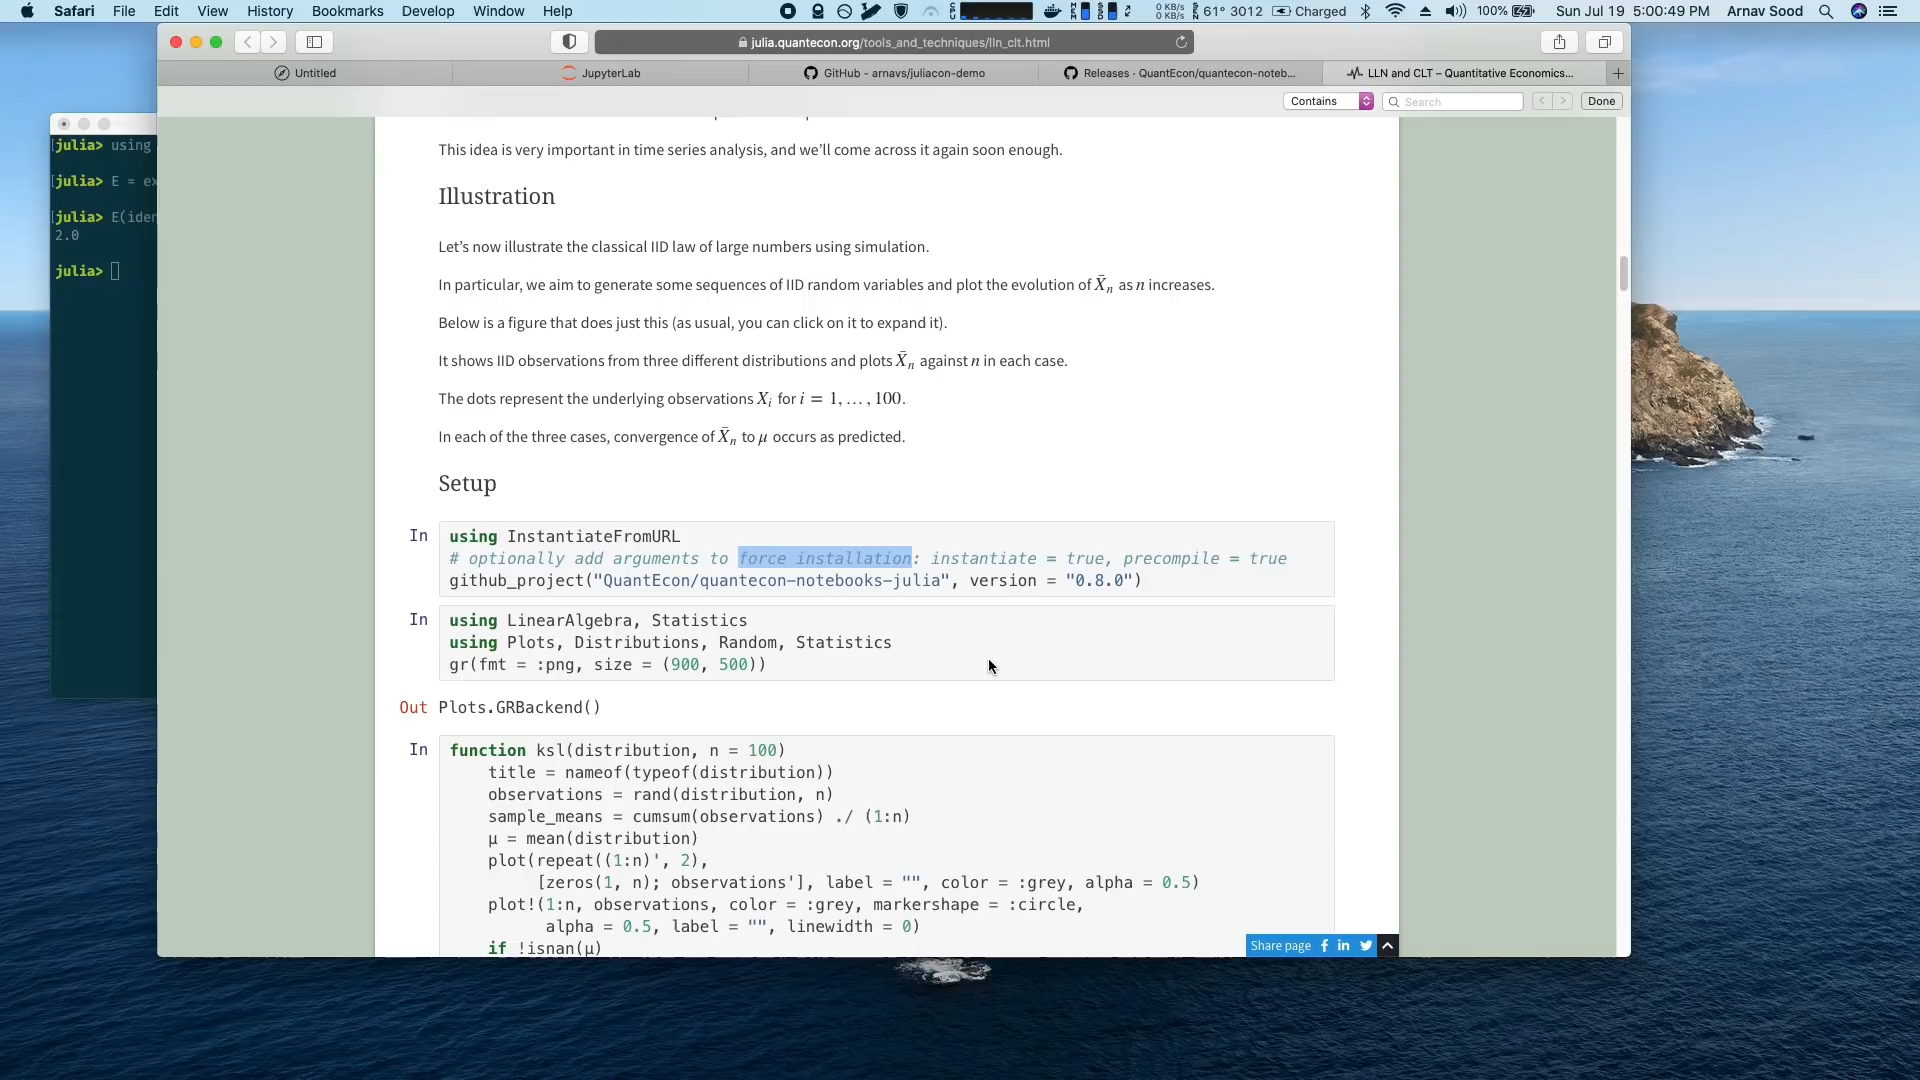 Safari File Edit View History Bookmarks Develop Window Help
0 KB/s
0 KB/s
61° 3012 Charged 100% Sun Jul 19 5:00:49 PM Arnav Sood
julia.quantecon.org/tools_and_techniques/lln_clt.html
Untitled
JupyterLab
GitHub - arnavs/juliacon-demo
Releases · QuantEcon/quantecon-noteb...
LLN and CLT – Quantitative Economics...
Contains
Search
Done
[julia> using
[julia> E = ex
[julia> E(iden
2.0
julia>
This idea is very important in time series analysis, and we’ll come across it again soon enough.
Illustration
Let’s now illustrate the classical IID law of large numbers using simulation.
In particular, we aim to generate some sequences of IID random variables and plot the evolution of X̄ₙ as n increases.
Below is a figure that does just this (as usual, you can click on it to expand it).
It shows IID observations from three different distributions and plots X̄ₙ against n in each case.
The dots represent the underlying observations Xᵢ for i = 1, … , 100.
In each of the three cases, convergence of X̄ₙ to μ occurs as predicted.
Setup
In
using InstantiateFromURL
# optionally add arguments to force installation: instantiate = true, precompile = true
github_project("QuantEcon/quantecon-notebooks-julia", version = "0.8.0")
In
using LinearAlgebra, Statistics
using Plots, Distributions, Random, Statistics
gr(fmt = :png, size = (900, 500))
Out Plots.GRBackend()
In
function ksl(distribution, n = 100)
    title = nameof(typeof(distribution))
    observations = rand(distribution, n)
    sample_means = cumsum(observations) ./ (1:n)
    μ = mean(distribution)
    plot(repeat((1:n)', 2),
         [zeros(1, n); observations'], label = "", color = :grey, alpha = 0.5)
    plot!(1:n, observations, color = :grey, markershape = :circle,
          alpha = 0.5, label = "", linewidth = 0)
    if !isnan(μ)
Share page